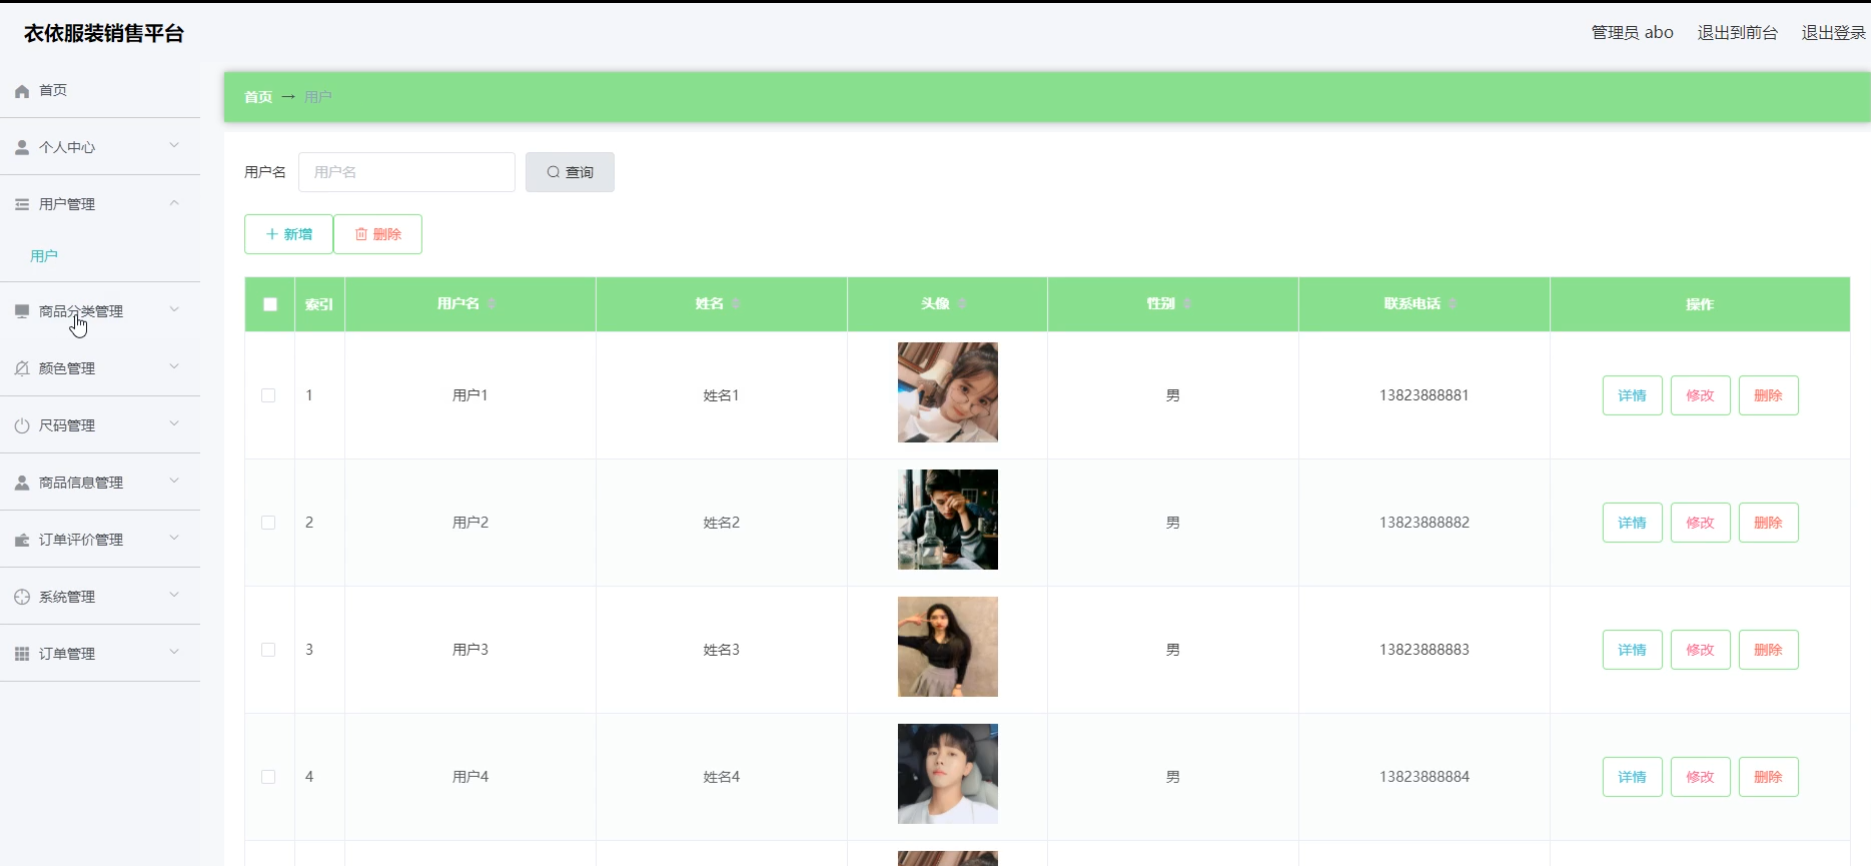 衣依服装销售平台
管理员 abo 退出到前台 退出登录
首页
个人中心
用户管理
用户
商品分类管理
颜色管理
尺码管理
商品信息管理
订单评价管理
系统管理
订单管理
首页 → 用户
用户名 用户名 查询
+ 新增 删除
索引 用户名 姓名 头像 性别 联系电话 操作
1 用户1 姓名1 男 13823888881 详情 修改 删除
2 用户2 姓名2 男 13823888882 详情 修改 删除
3 用户3 姓名3 男 13823888883 详情 修改 删除
4 用户4 姓名4 男 13823888884 详情 修改 删除